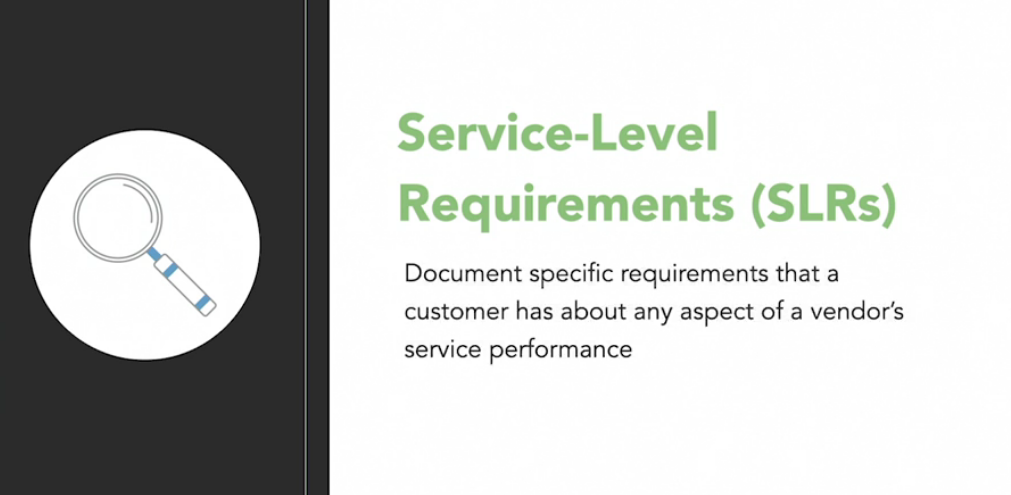 Service-Level
Requirements (SLRs)
Document specific requirements that a
customer has about any aspect of a vendor’s
service performance